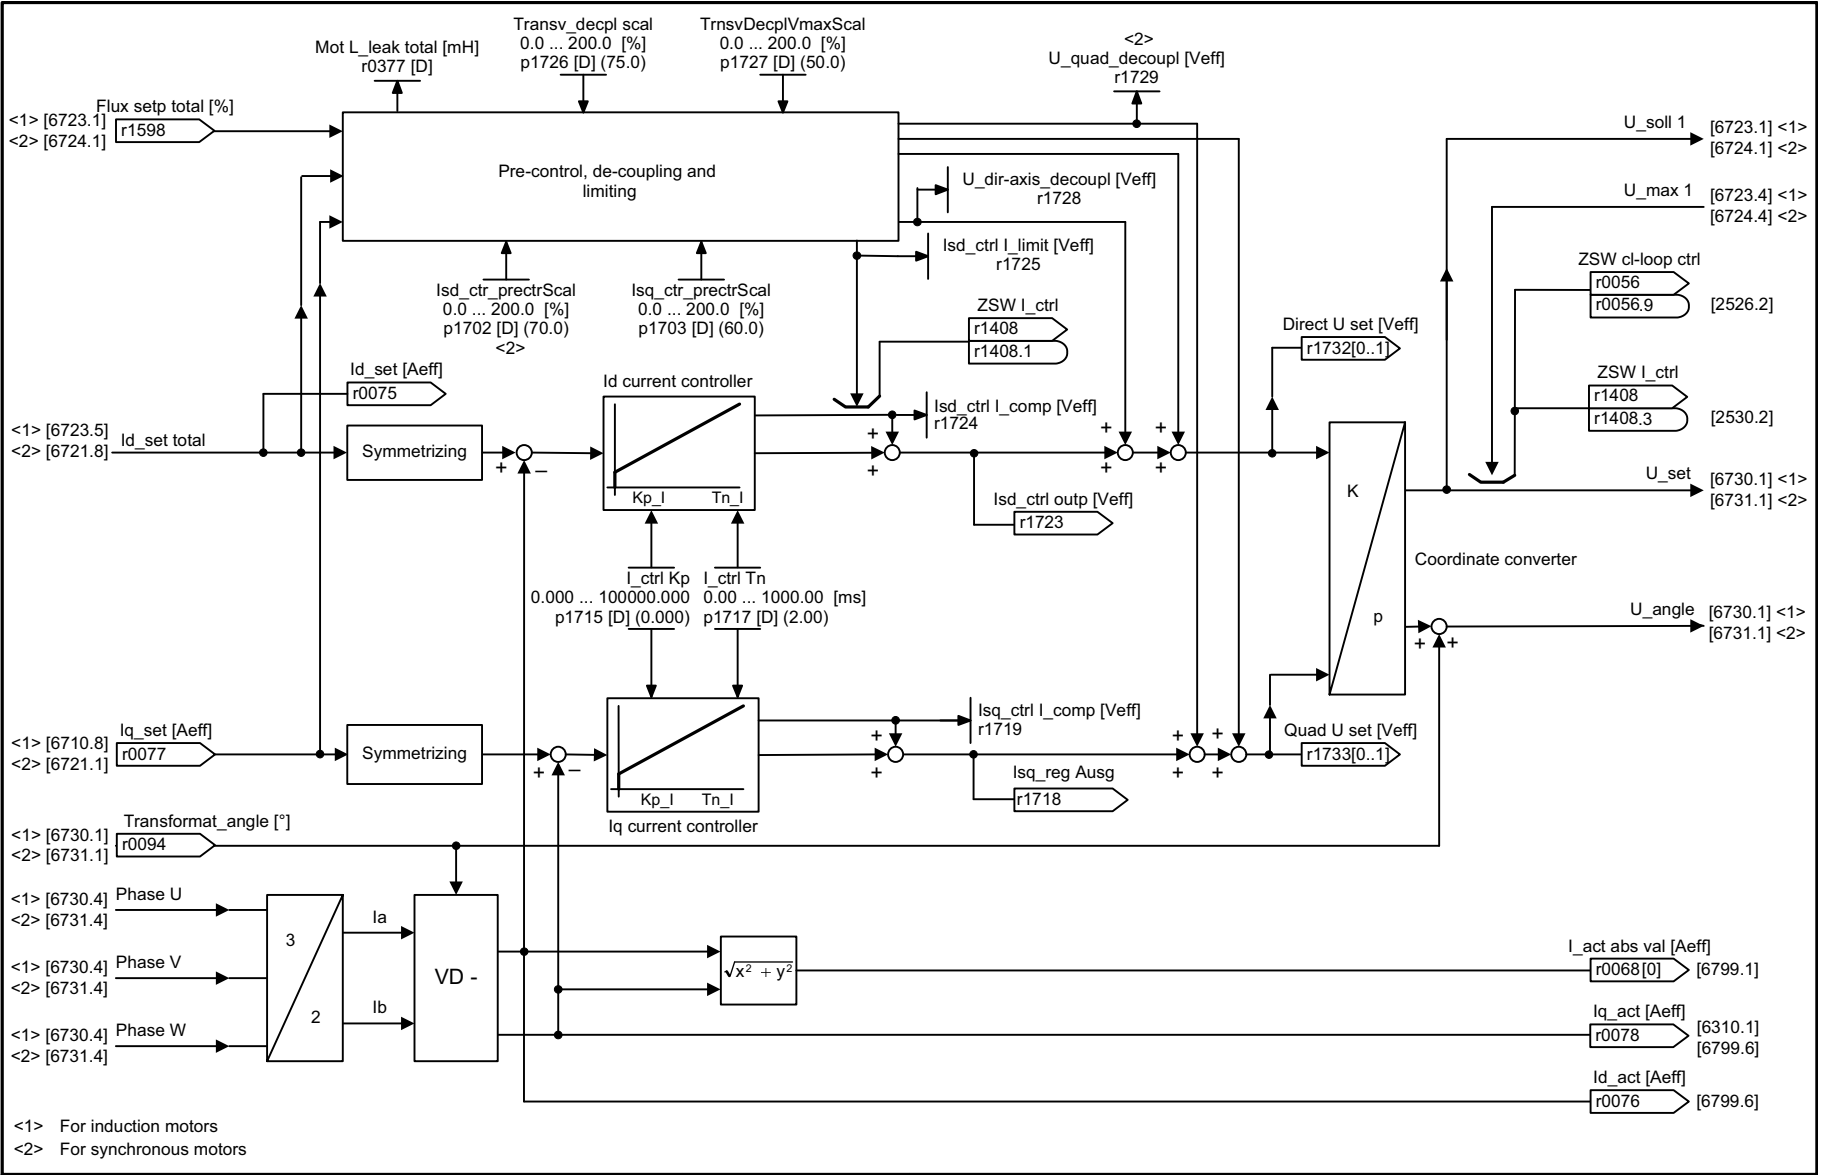 Transv_decpl scal
0.0 ... 200.0 [%]
p1726 [D] (75.0)
TrnsvDecplVmaxScal
0.0 ... 200.0 [%]
p1727 [D] (50.0)
Mot L_leak total [mH]
r0377 [D]
<2>
U_quad_decoupl [Veff]
r1729
Flux setp total [%]
<1> [6723.1]
<2> [6724.1]
r1598
Pre-control, de-coupling and
limiting
U_soll 1
[6723.1] <1>
[6724.1] <2>
U_max 1
[6723.4] <1>
[6724.4] <2>
U_dir-axis_decoupl [Veff]
r1728
Isd_ctrl I_limit [Veff]
r1725
ZSW cl-loop ctrl
r0056
r0056.9
[2526.2]
Isd_ctr_prectrScal
0.0 ... 200.0 [%]
p1702 [D] (70.0)
<2>
Isq_ctr_prectrScal
0.0 ... 200.0 [%]
p1703 [D] (60.0)
ZSW I_ctrl
r1408
r1408.1
Direct U set [Veff]
r1732[0..1]
Id_set [Aeff]
r0075
Id current controller
ZSW I_ctrl
r1408
r1408.3
[2530.2]
Isd_ctrl I_comp [Veff]
r1724
<1> [6723.5]
<2> [6721.8]
Id_set total
Symmetrizing
+
–
Kp_I
Tn_I
+
+
+
+
+
+
Isd_ctrl outp [Veff]
r1723
K
p
U_set
[6730.1] <1>
[6731.1] <2>
Coordinate converter
I_ctrl Kp
0.000 ... 100000.000
p1715 [D] (0.000)
I_ctrl Tn
0.00 ... 1000.00 [ms]
p1717 [D] (2.00)
U_angle
[6730.1] <1>
[6731.1] <2>
+
+
Iq_set [Aeff]
<1> [6710.8]
<2> [6721.1]
r0077
Symmetrizing
+
–
Kp_I
Tn_I
Iq current controller
Isq_ctrl I_comp [Veff]
r1719
+
+
+
+
+
+
Isq_reg Ausg
r1718
Quad U set [Veff]
r1733[0..1]
Transformat_angle [°]
<1> [6730.1]
<2> [6731.1]
r0094
<1> [6730.4]
<2> [6731.4]
Phase U
<1> [6730.4]
<2> [6731.4]
Phase V
<1> [6730.4]
<2> [6731.4]
Phase W
3
2
Ia
Ib
VD -
√x² + y²
I_act abs val [Aeff]
r0068[0]
[6799.1]
Iq_act [Aeff]
r0078
[6310.1]
[6799.6]
Id_act [Aeff]
r0076
[6799.6]
<1> For induction motors
<2> For synchronous motors